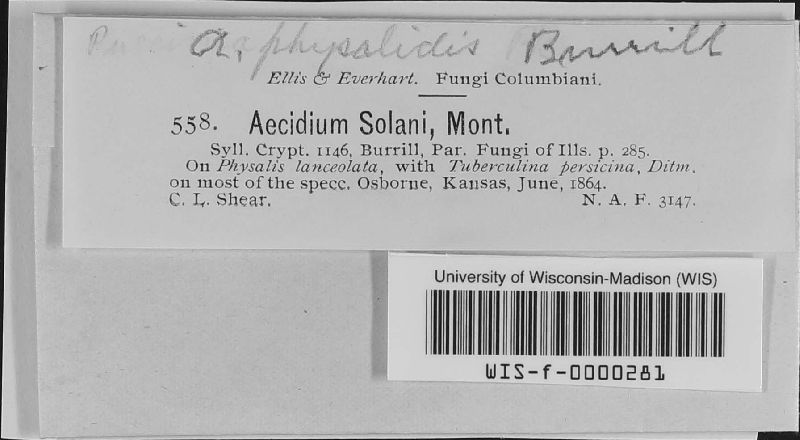 A. physalidis Burrill
Ellis & Everhart. Fungi Columbiani.
558. Aecidium Solani, Mont.
Syll. Crypt. 1146, Burrill, Par. Fungi of Ills. p. 285.
On Physalis lanceolata, with Tuberculina persicina, Ditm.
on most of the specc. Osborne, Kansas, June, 1864.
C. L. Shear. N. A. F. 3147.
University of Wisconsin-Madison (WIS)
WIS-f-0000281